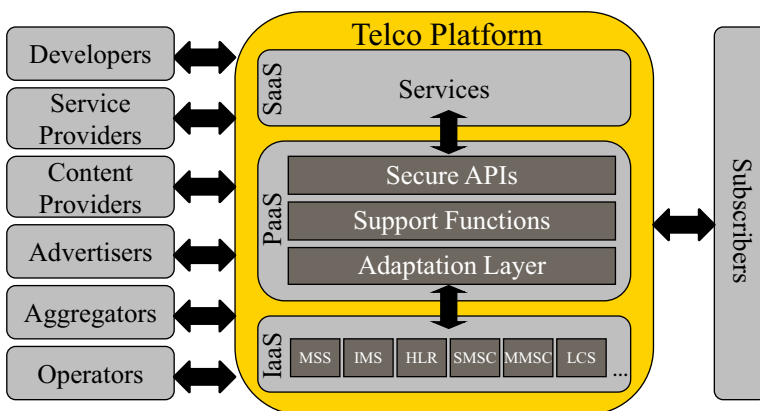 Telco Platform
Developers
Service
Providers
Content
Providers
Advertisers
Aggregators
Operators
SaaS
Services
PaaS
Secure APIs
Support Functions
Adaptation Layer
IaaS
MSS IMS HLR SMSC MMSC LCS ...
Subscribers